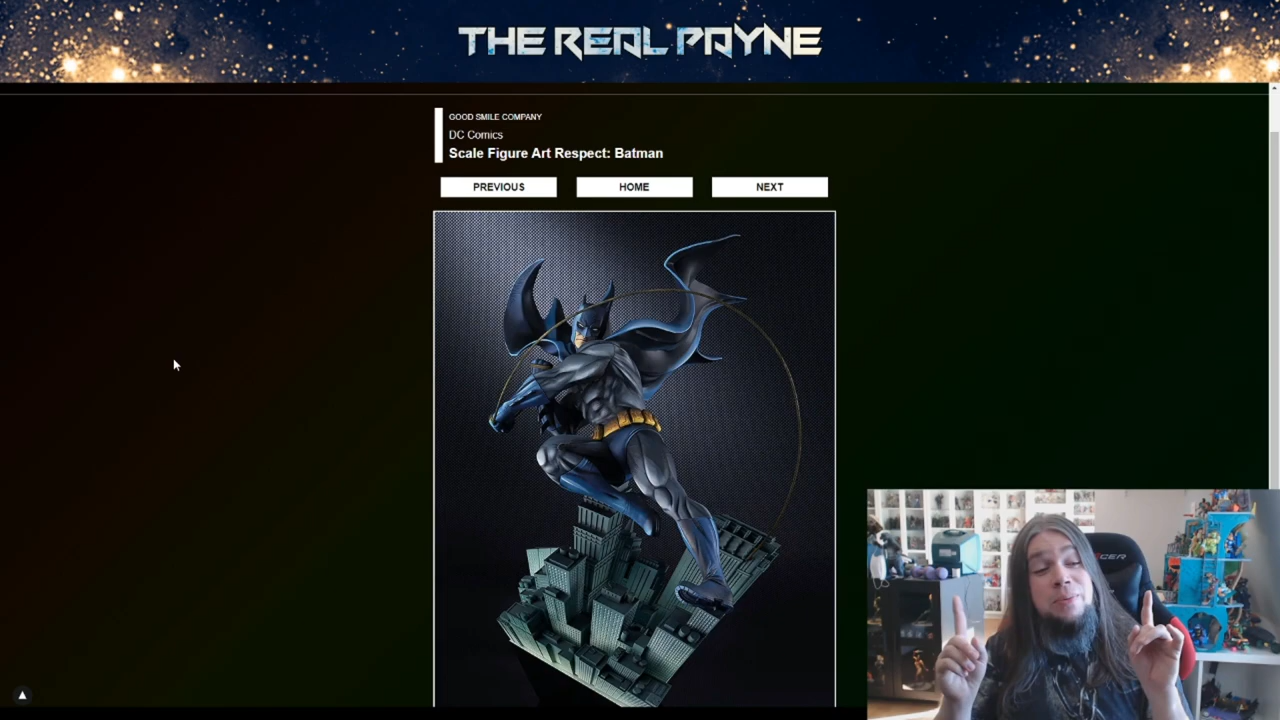 THE REAL PAYNE
GOOD SMILE COMPANY
DC Comics
Scale Figure Art Respect: Batman
PREVIOUS
HOME
NEXT